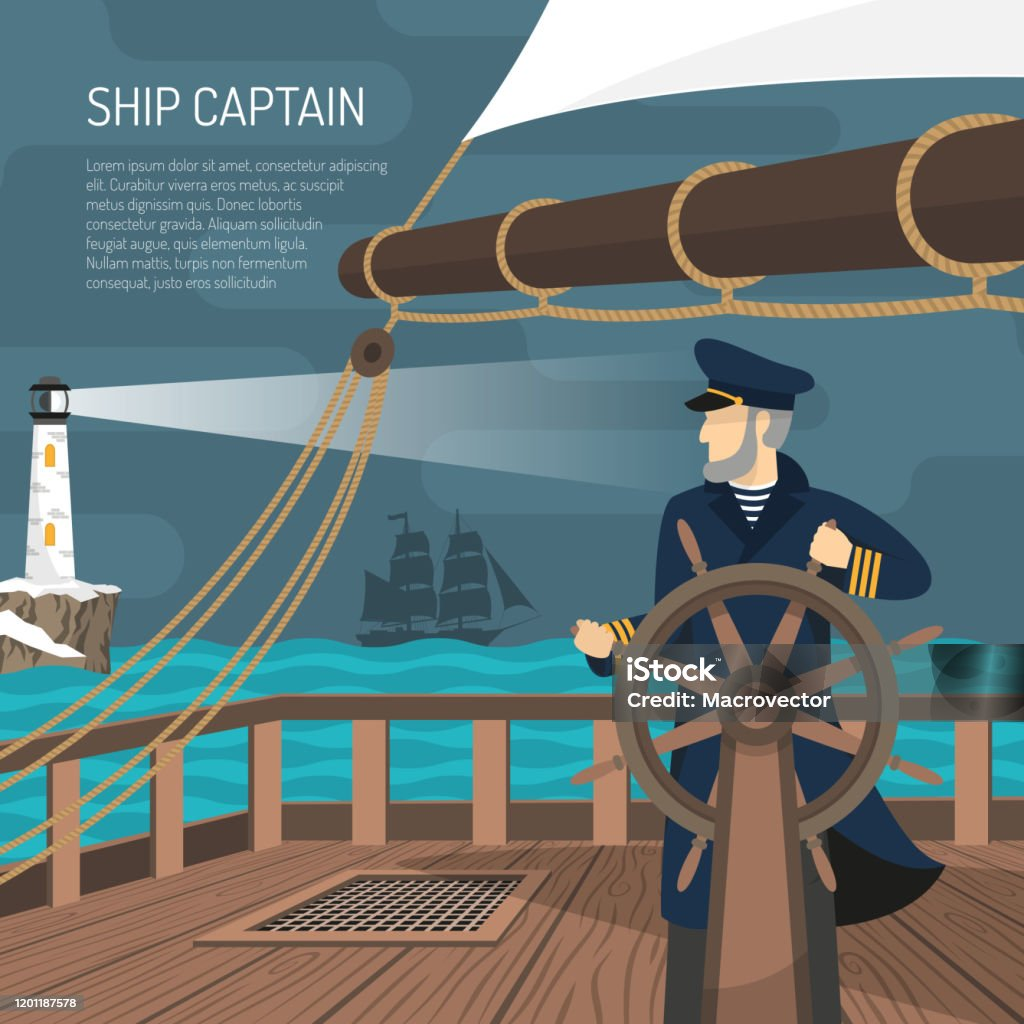 SHIP CAPTAIN
Lorem ipsum dolor sit amet, consectetur adipiscing
elit. Curabitur viverra eros metus, ac suscipit
metus dignissim quis. Donec lobortis
consectetur gravida. Aliquam sollicitudin
feugiat augue, quis elementum ligula.
Nullam mattis, turpis non fermentum
consequat, justo eros sollicitudin
iStock™
Credit: Macrovector
1201187578